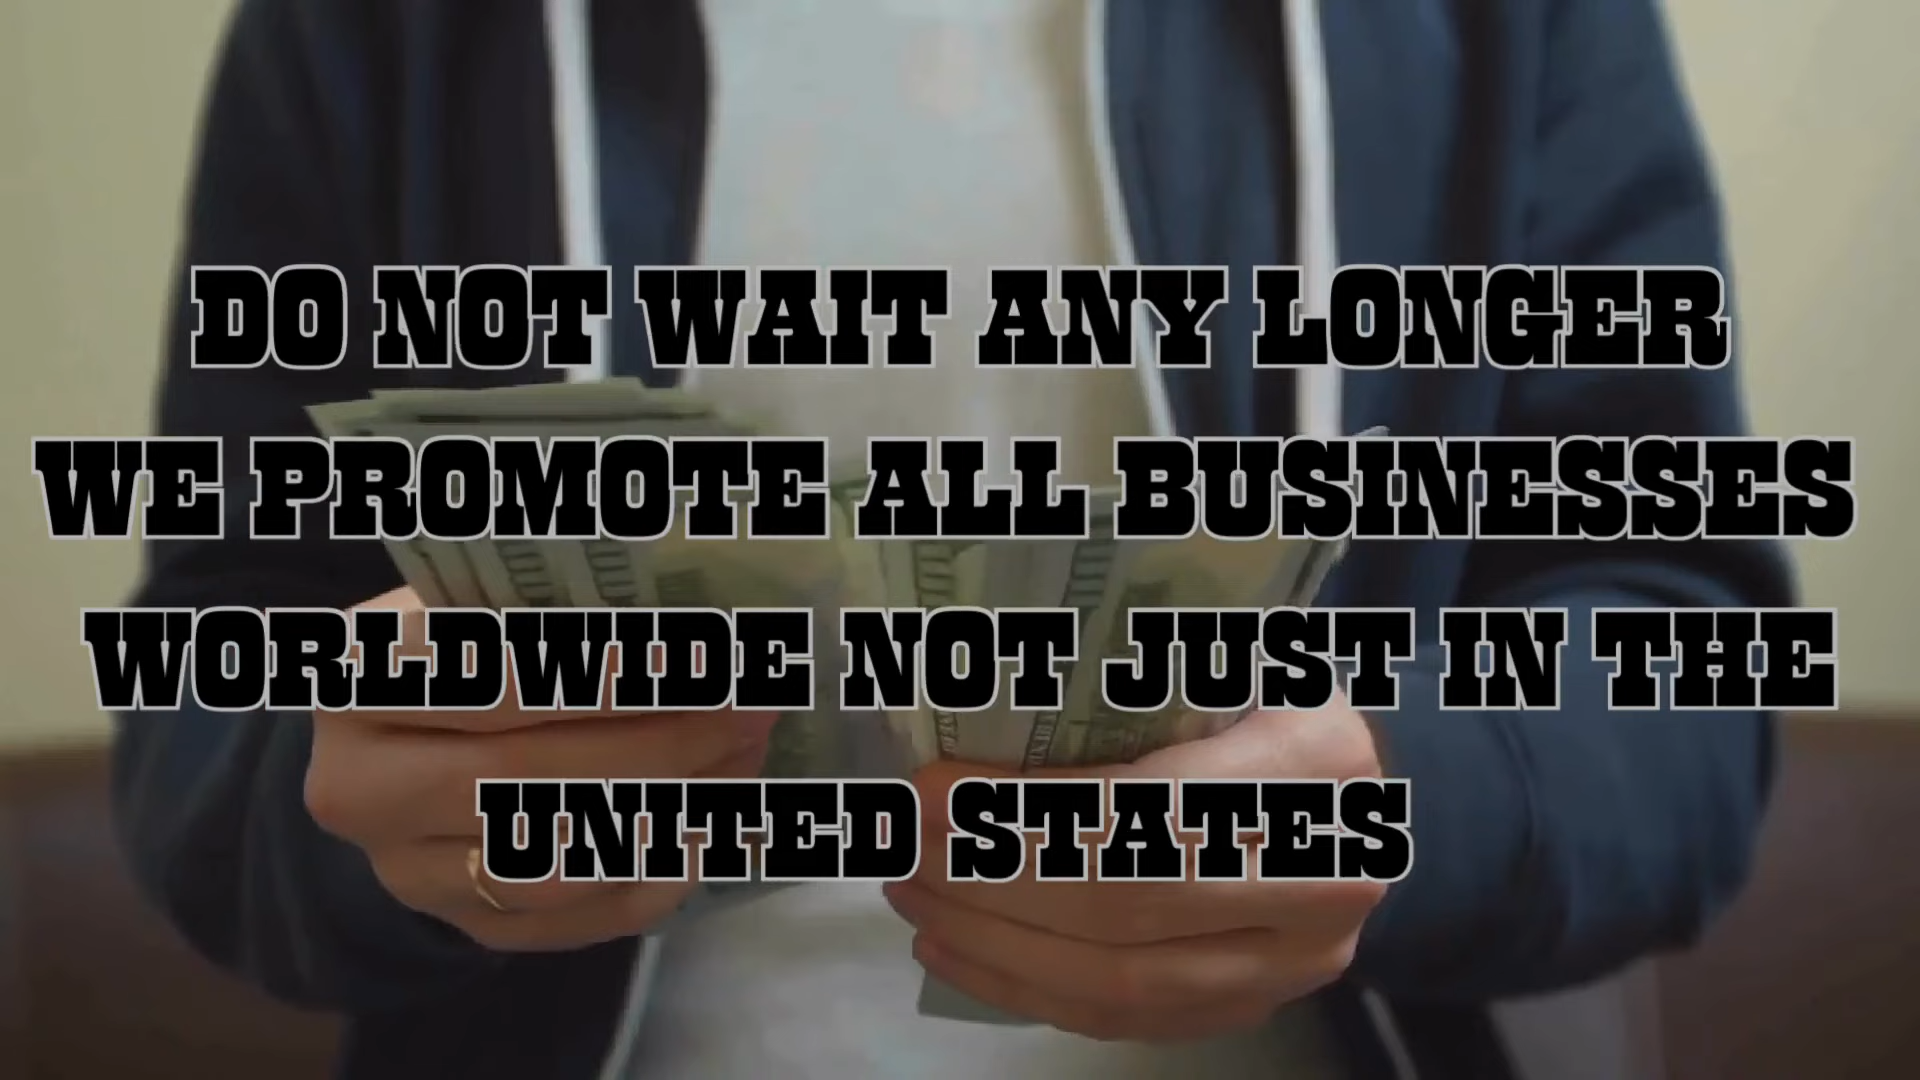 DO NOT WAIT ANY LONGER
WE PROMOTE ALL BUSINESSES
WORLDWIDE NOT JUST IN THE
UNITED STATES